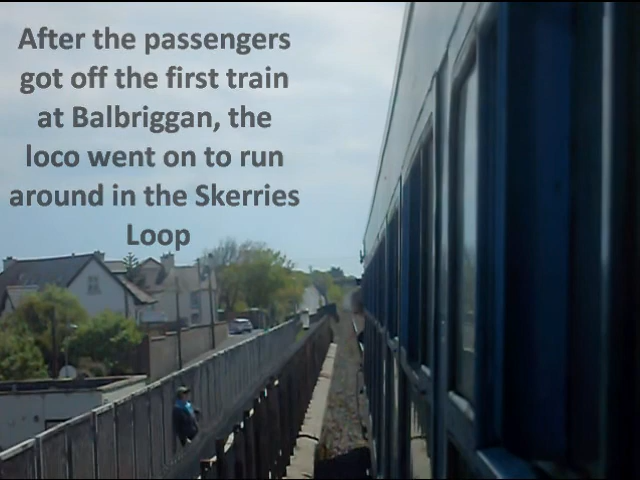 After the passengers
got off the first train
at Balbriggan, the
loco went on to run
around in the Skerries
Loop